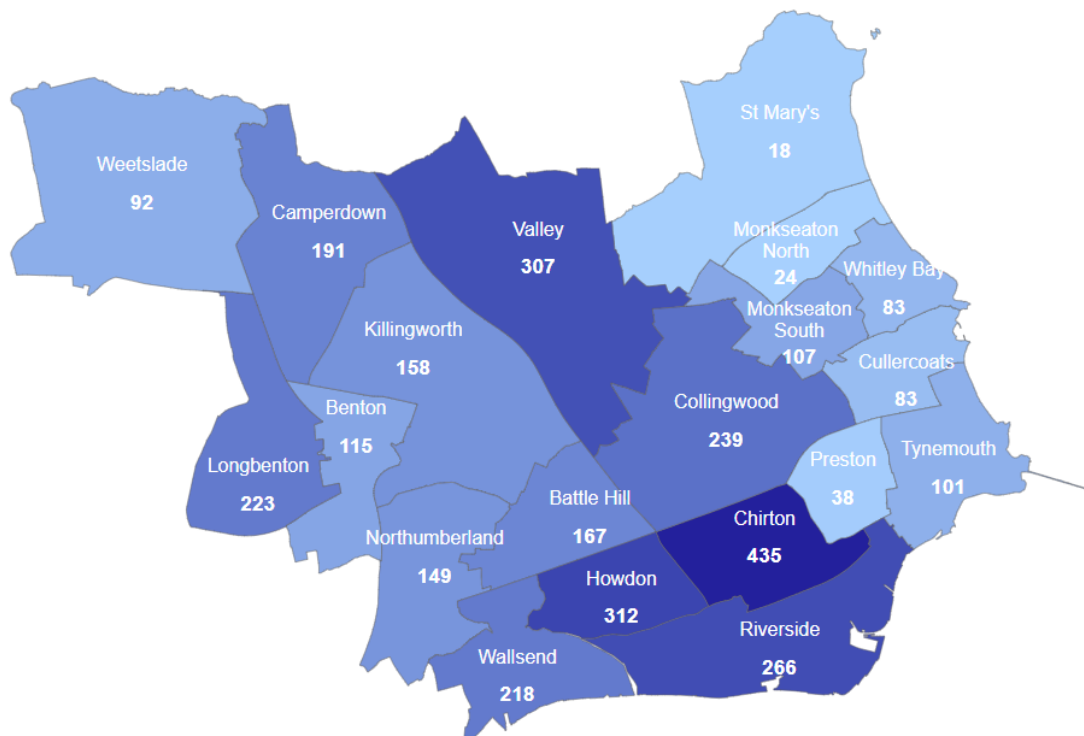 St Mary's
18
Weetslade
92
Camperdown
191
Valley
307
Monkseaton
North
24
Whitley Bay
83
Monkseaton
South
107
Killingworth
158
Cullercoats
83
Benton
115
Collingwood
239
Tynemouth
101
Preston
38
Longbenton
223
Battle Hill
167
Chirton
435
Northumberland
149
Howdon
312
Riverside
266
Wallsend
218